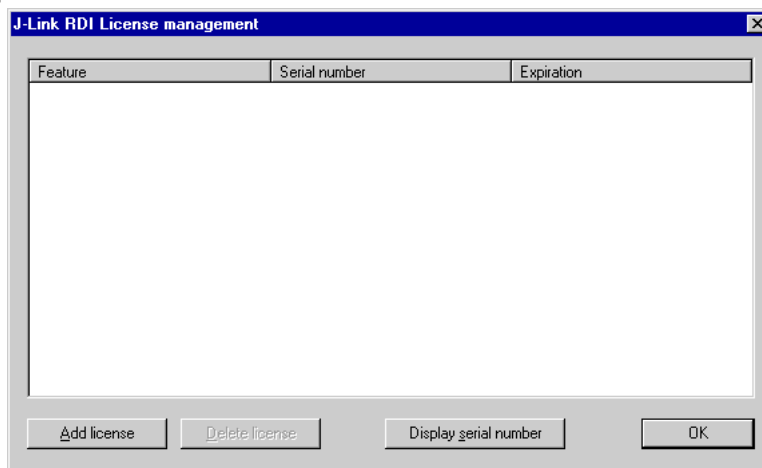 J-Link RDI License management
Feature Serial number Expiration
Add license Delete license Display serial number OK